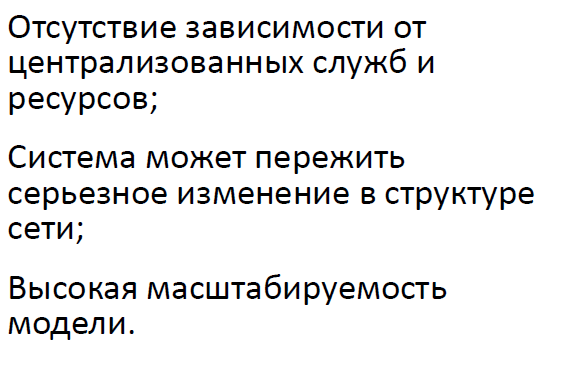 Отсутствие зависимости от
централизованных служб и
ресурсов;
Система может пережить
серьезное изменение в структуре
сети;
Высокая масштабируемость
модели.